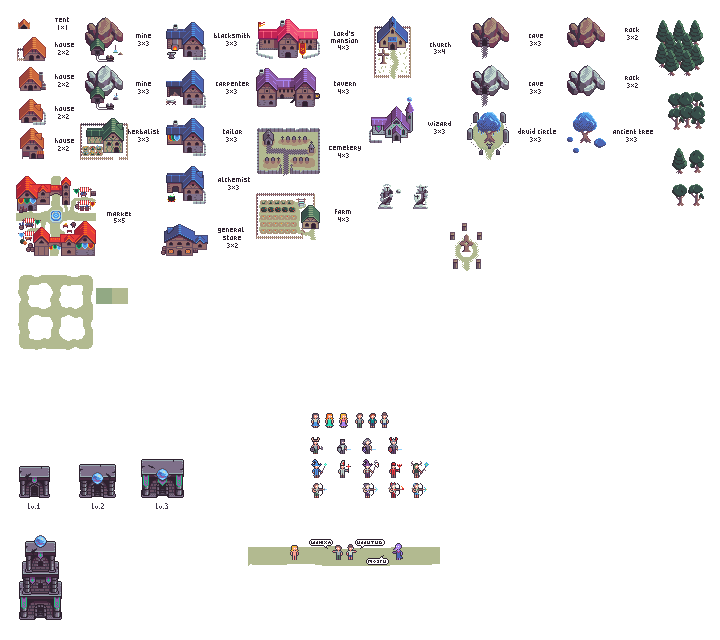 tent
1×1
house
2×2
house
2×2
house
2×2
house
2×2
mine
3×3
mine
3×3
herbalist
3×3
market
5×5
blacksmith
3×3
carpenter
3×3
tailor
3×3
alchemist
3×3
general
store
3×2
lord's
mansion
4×3
tavern
4×3
cemetery
4×3
farm
4×3
church
3×4
wizard
3×3
cave
3×3
cave
3×3
druid circle
3×3
rock
3×2
rock
3×2
ancient tree
3×3
lv.1
lv.2
lv.3